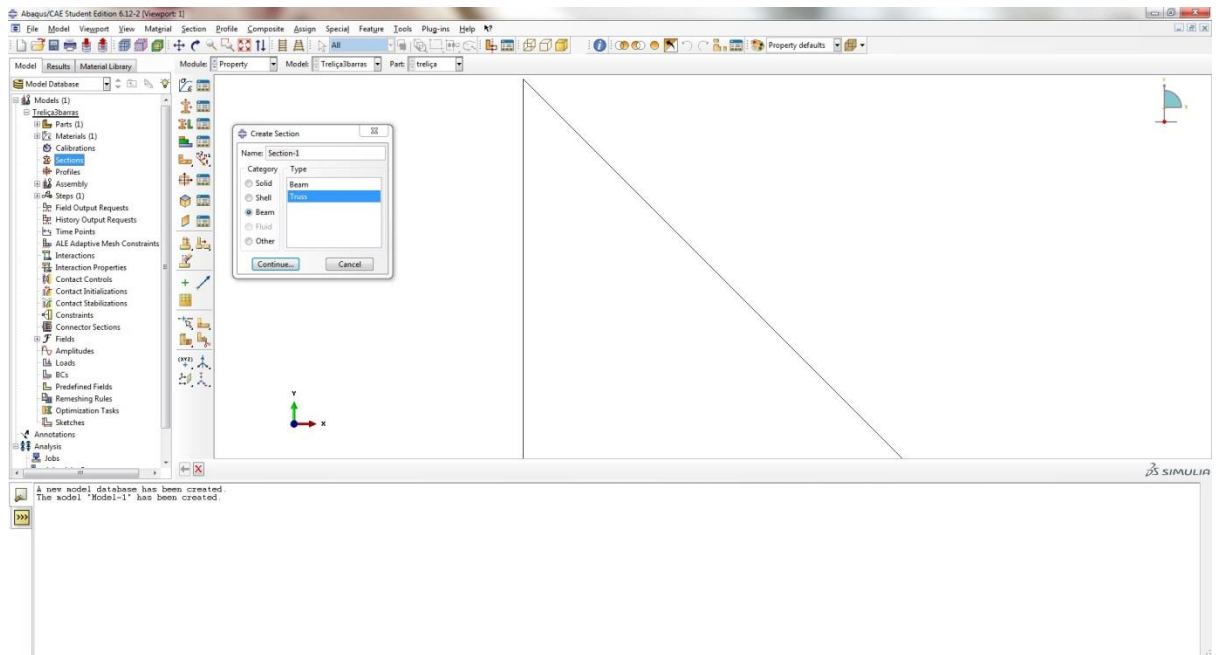 Abaqus/CAE Student Edition 6.12-2 [Viewport: 1]
File Model Viewport View Material Section Profile Composite Assign Special Feature Tools Plug-ins Help
All
Property defaults
Model Results Material Library
Module: Property Model: Treliça3barras Part: treliça
Model Database
Models (1)
Treliça3barras
Parts (1)
Materials (1)
Calibrations
Sections
Profiles
Assembly
Steps (1)
Field Output Requests
History Output Requests
Time Points
ALE Adaptive Mesh Constraints
Interactions
Interaction Properties
Contact Controls
Contact Initializations
Contact Stabilizations
Constraints
Connector Sections
Fields
Amplitudes
Loads
BCs
Predefined Fields
Remeshing Rules
Optimization Tasks
Sketches
Annotations
Analysis
Jobs
Create Section
Name: Section-1
Category Type
Solid
Shell
Beam
Fluid
Other
Beam
Truss
Continue... Cancel
Y
X
SIMULIA
A new model database has been created.
The model "Model-1" has been created.